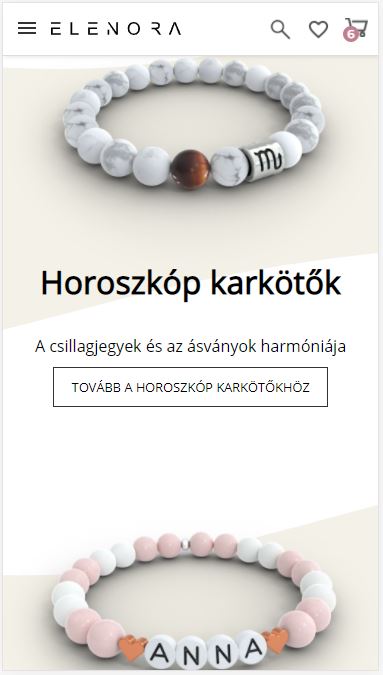 ELENORA
6
♏
Horoszkóp karkötők
A csillagjegyek és az ásványok harmóniája
TOVÁBB A HOROSZKÓP KARKÖTŐKHÖZ
ANNA